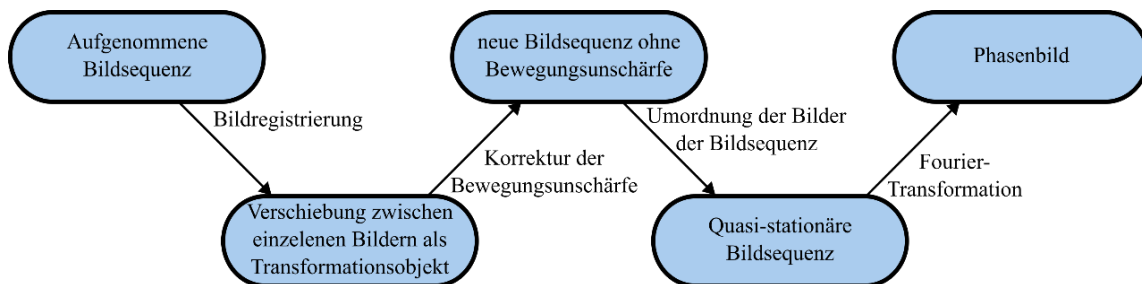 Aufgenommene
Bildsequenz
Bildregistrierung
Verschiebung zwischen
einzelenen Bildern als
Transformationsobjekt
Korrektur der
Bewegungsunschärfe
neue Bildsequenz ohne
Bewegungsunschärfe
Umordnung der Bilder
der Bildsequenz
Quasi-stationäre
Bildsequenz
Fourier-
Transformation
Phasenbild